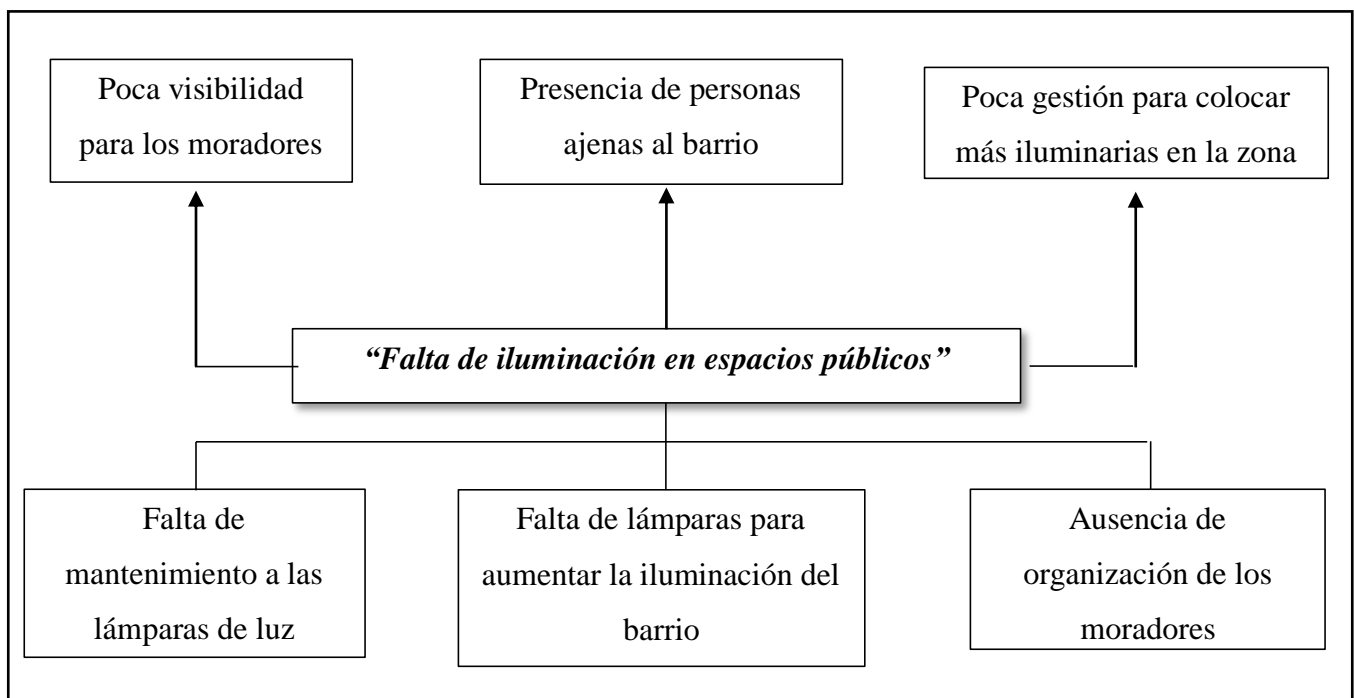 Poca visibilidad
para los moradores
Presencia de personas
ajenas al barrio
Poca gestión para colocar
más iluminarias en la zona
“Falta de iluminación en espacios públicos”
Falta de
mantenimiento a las
lámparas de luz
Falta de lámparas para
aumentar la iluminación del
barrio
Ausencia de
organización de los
moradores